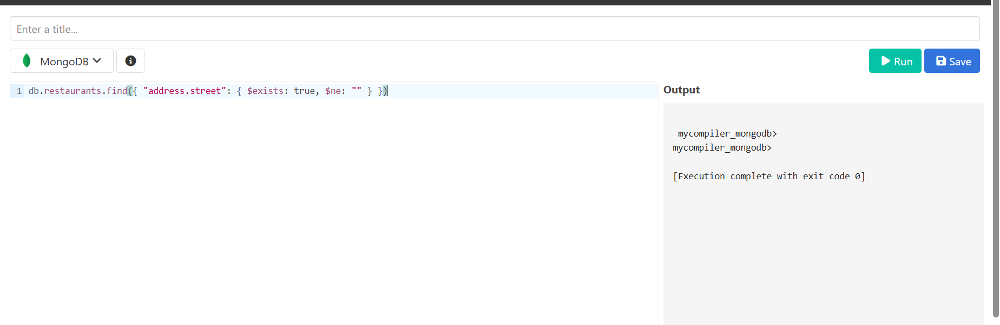 Enter a title...
MongoDB
Run
Save
1 db.restaurants.find({ "address.street": { $exists: true, $ne: "" } })
Output
mycompiler_mongodb>
mycompiler_mongodb>
[Execution complete with exit code 0]